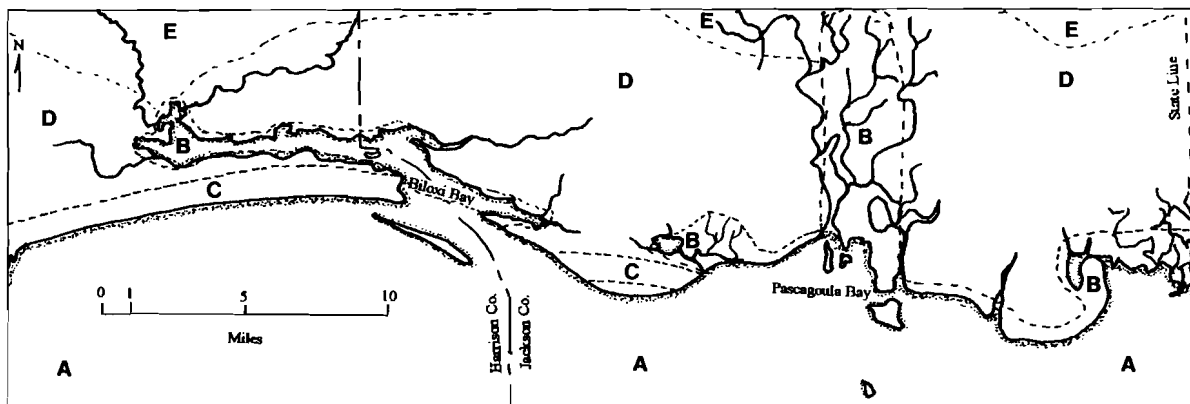 E
N
D
B
C
Biloxi Bay
0 1 5 10
Miles
A
Harrison Co.
Jackson Co.
E
D
B
B
C
Pascagoula Bay
A
E
D
State Line
B
A